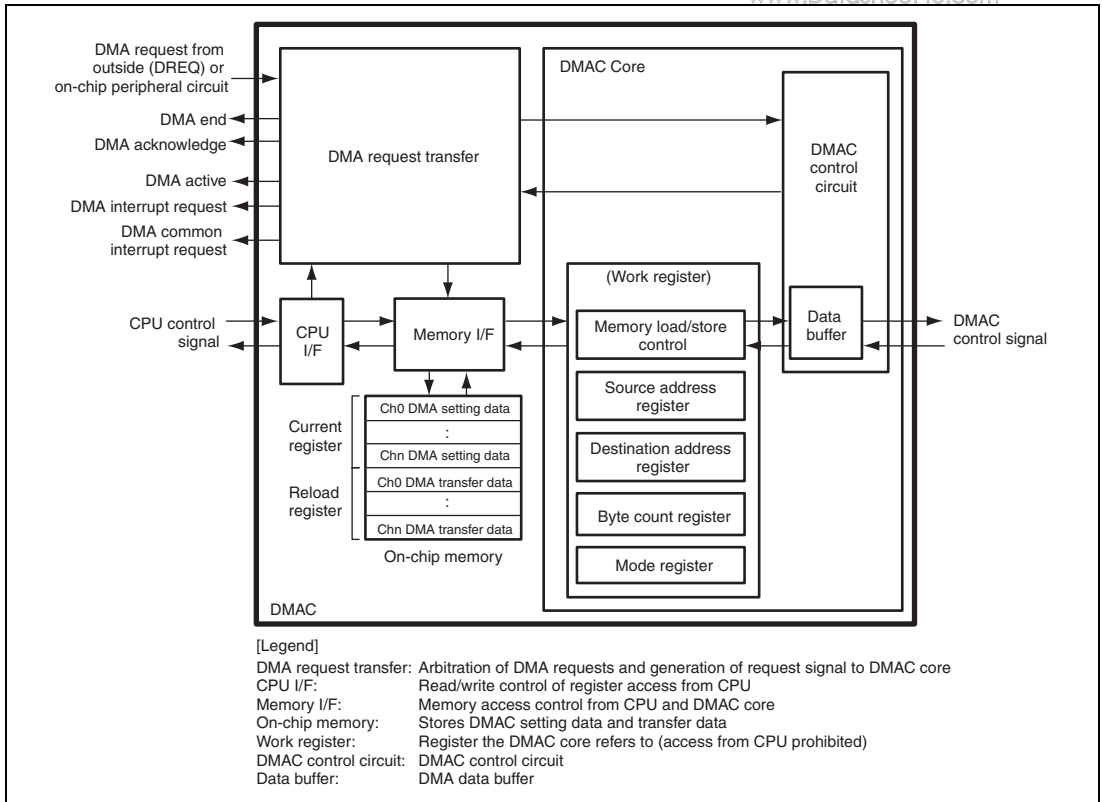 www.DataSheet4U.com
DMA request from
outside (DREQ) or
on-chip peripheral circuit
DMA end
DMA acknowledge
DMA active
DMA interrupt request
DMA common
interrupt request
DMA request transfer
DMAC Core
DMAC
control
circuit
CPU control
signal
CPU
I/F
Memory I/F
(Work register)
Memory load/store
control
Source address
register
Destination address
register
Byte count register
Mode register
Data
buffer
DMAC
control signal
Current
register
Reload
register
Ch0 DMA setting data
:
Chn DMA setting data
Ch0 DMA transfer data
:
Chn DMA transfer data
On-chip memory
DMAC
[Legend]
DMA request transfer: Arbitration of DMA requests and generation of request signal to DMAC core
CPU I/F: Read/write control of register access from CPU
Memory I/F: Memory access control from CPU and DMAC core
On-chip memory: Stores DMAC setting data and transfer data
Work register: Register the DMAC core refers to (access from CPU prohibited)
DMAC control circuit: DMAC control circuit
Data buffer: DMA data buffer